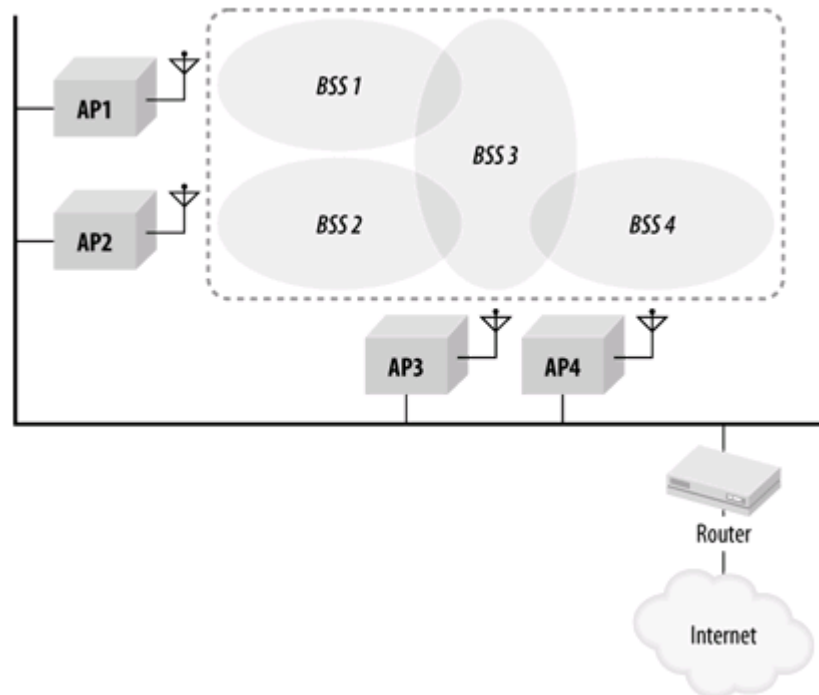 AP1
BSS 1
BSS 3
AP2
BSS 2
BSS 4
AP3
AP4
Router
Internet